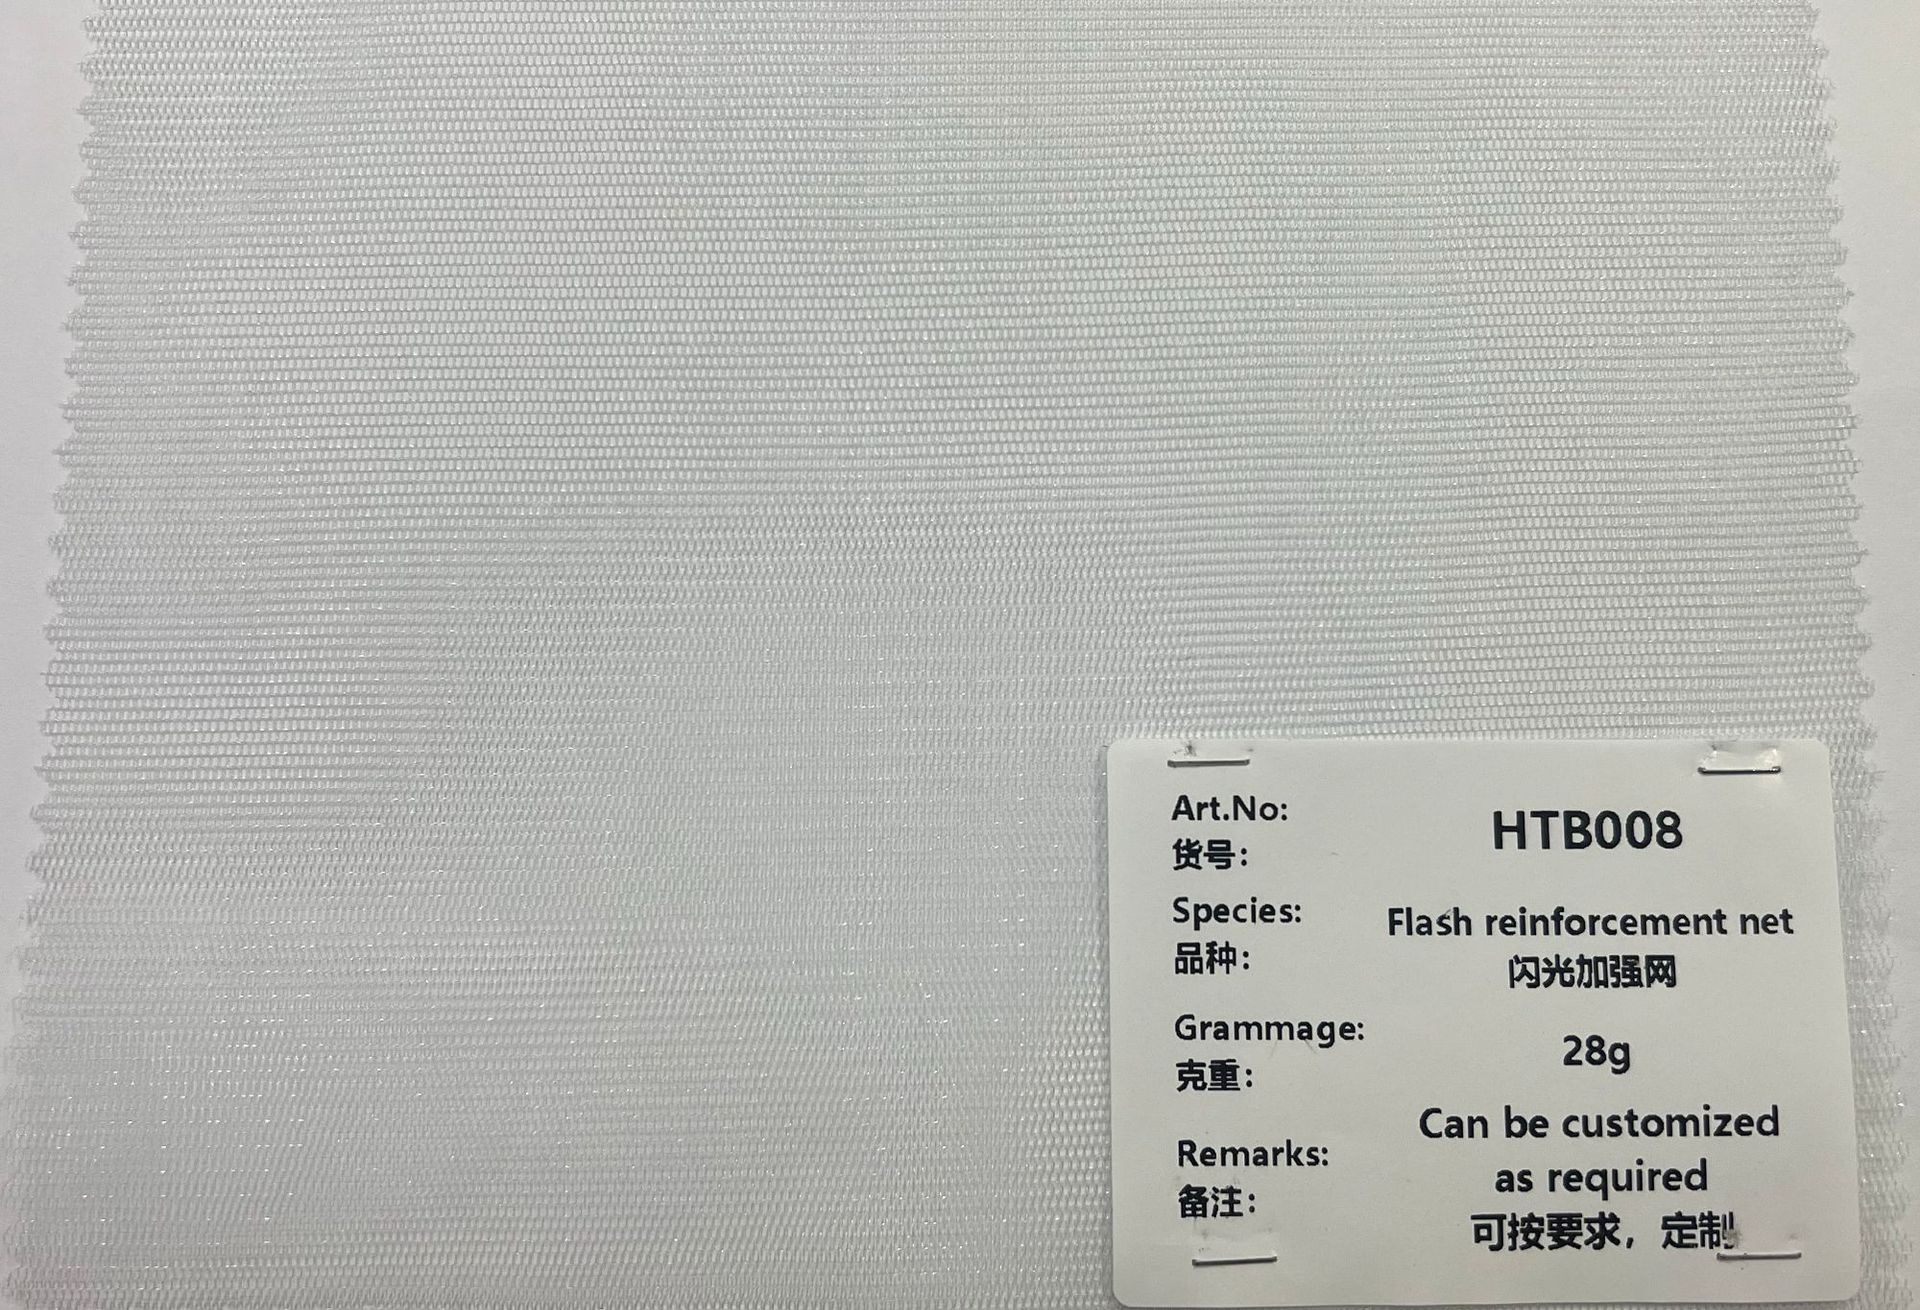 Art.No: HTB008
货号：
Species: Flash reinforcement net
品种： 闪光加强网
Grammage: 28g
克重：
Remarks: Can be customized
as required
备注： 可按要求，定制